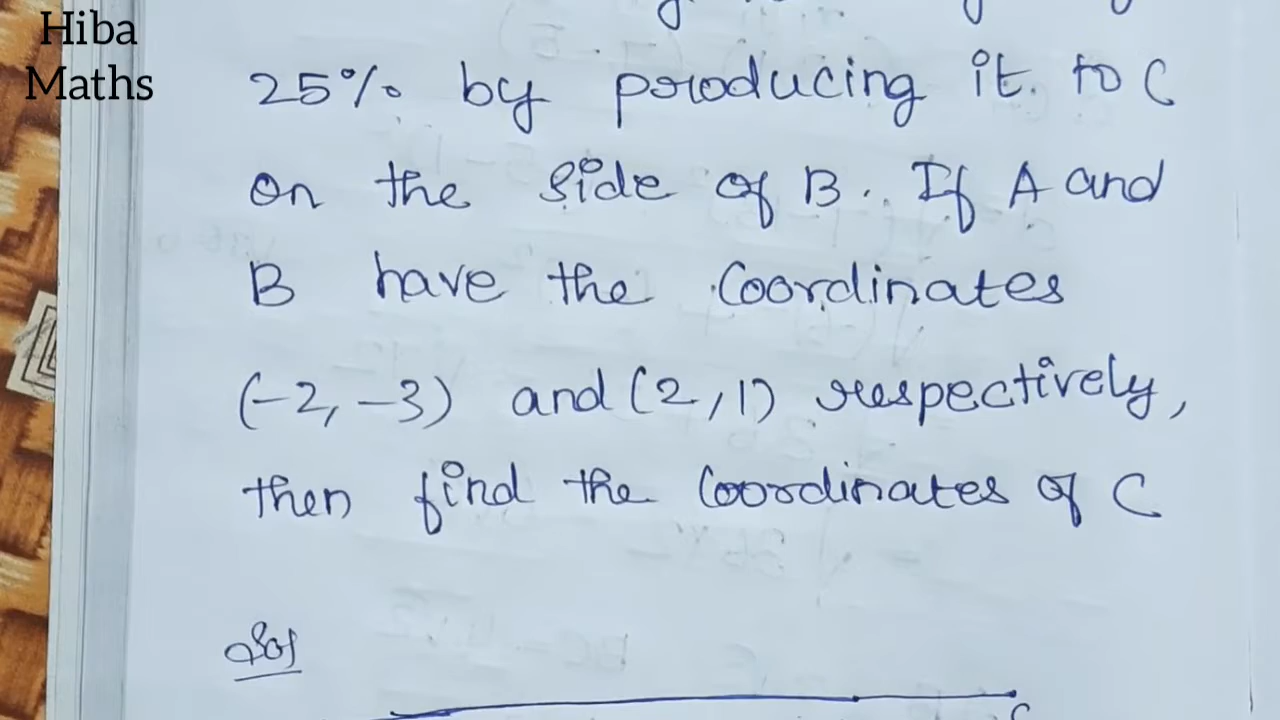 Hiba
Maths
25% by producing it to C
on the side of B. If A and
B have the coordinates
(-2, -3) and (2, 1) respectively,
then find the coordinates of C
Sol
C